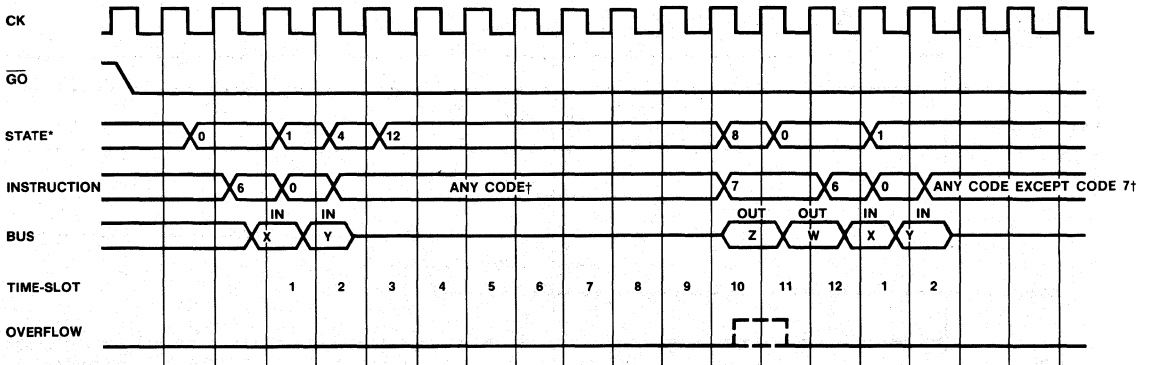 CK
G̅O̅
STATE* 0 1 4 12 8 0 1
INSTRUCTION 6 0 ANY CODE† 7 6 0 ANY CODE EXCEPT CODE 7†
IN IN OUT OUT IN IN
BUS X Y Z W X Y
TIME-SLOT 1 2 3 4 5 6 7 8 9 10 11 12 1 2
OVERFLOW